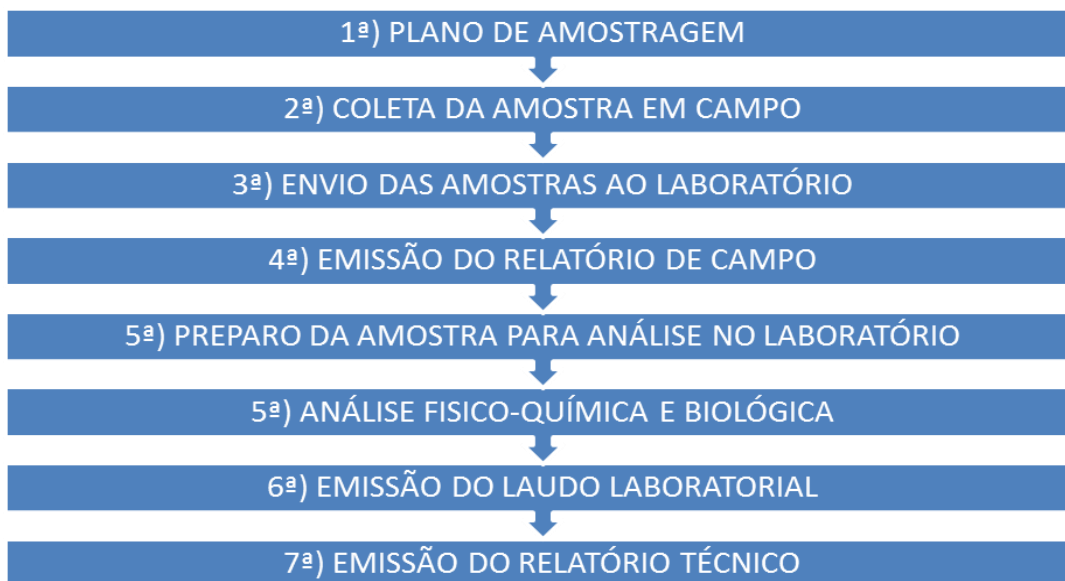 1ª) PLANO DE AMOSTRAGEM
2ª) COLETA DA AMOSTRA EM CAMPO
3ª) ENVIO DAS AMOSTRAS AO LABORATÓRIO
4ª) EMISSÃO DO RELATÓRIO DE CAMPO
5ª) PREPARO DA AMOSTRA PARA ANÁLISE NO LABORATÓRIO
5ª) ANÁLISE FISICO-QUÍMICA E BIOLÓGICA
6ª) EMISSÃO DO LAUDO LABORATORIAL
7ª) EMISSÃO DO RELATÓRIO TÉCNICO